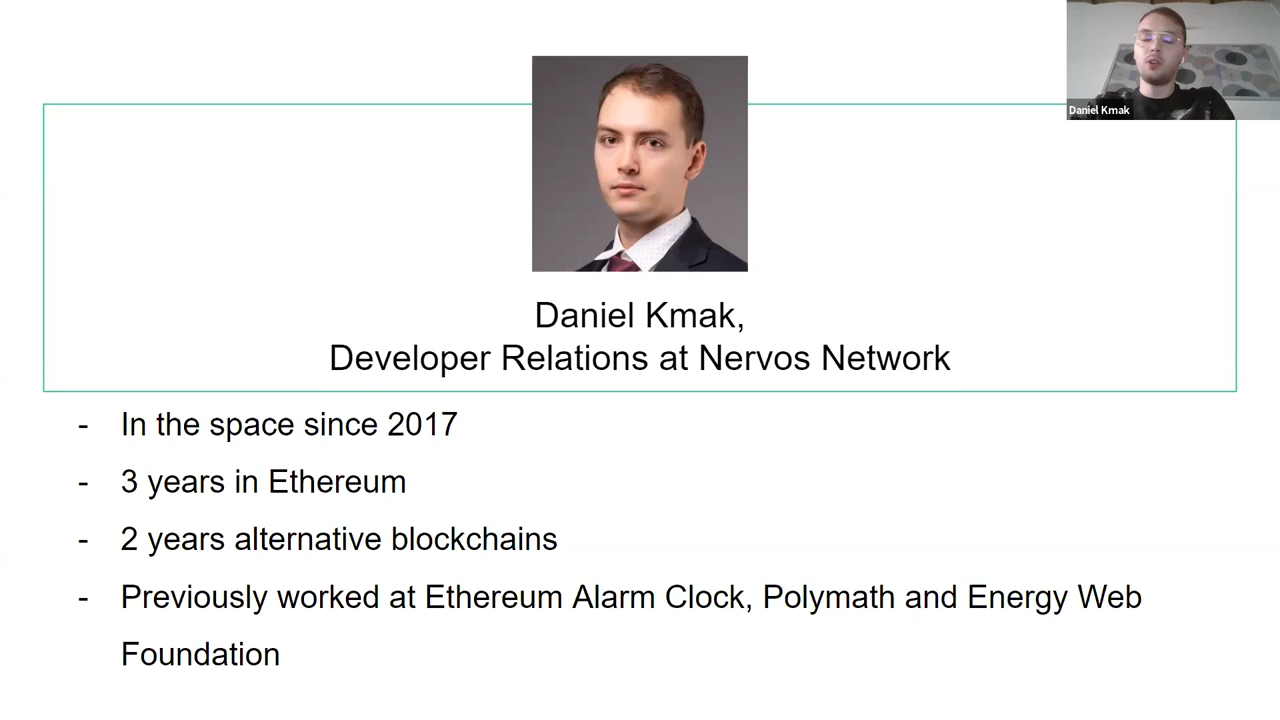 Daniel Kmak
Daniel Kmak,
Developer Relations at Nervos Network
- In the space since 2017
- 3 years in Ethereum
- 2 years alternative blockchains
- Previously worked at Ethereum Alarm Clock, Polymath and Energy Web
Foundation